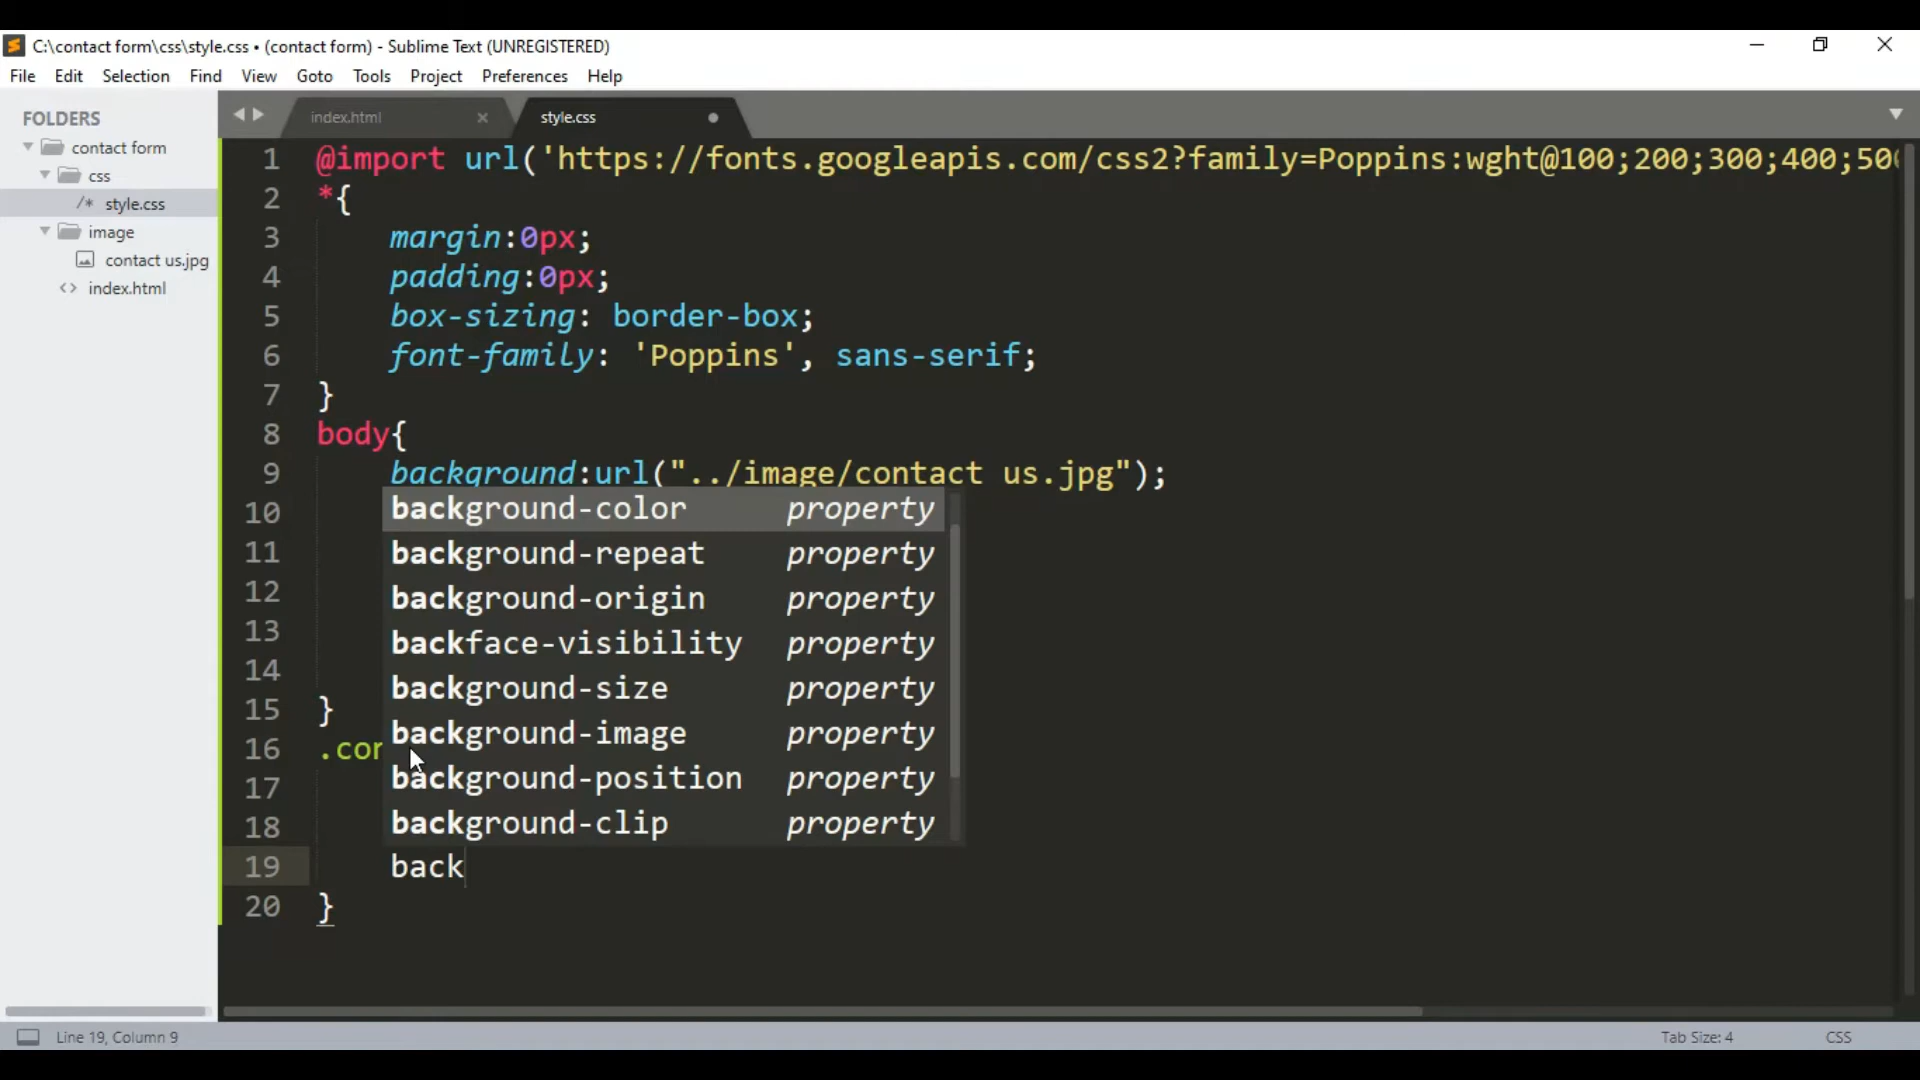 C:\contact form\css\style.css • (contact form) - Sublime Text (UNREGISTERED)
File Edit Selection Find View Goto Tools Project Preferences Help
FOLDERS
contact form
css
/* style.css
image
contact us.jpg
<> index.html
index.html ×
style.css
1 @import url('https://fonts.googleapis.com/css2?family=Poppins:wght@100;200;300;400;500
2 *{
3 margin:0px;
4 padding:0px;
5 box-sizing: border-box;
6 font-family: 'Poppins', sans-serif;
7 }
8 body{
9 background:url("../image/contact us.jpg");
10 background-color property
11 background-repeat property
12 background-origin property
13 backface-visibility property
14 background-size property
15 }
16 .con background-image property
17 background-position property
18 background-clip property
19 back
20 }
Line 19, Column 9
Tab Size: 4
CSS